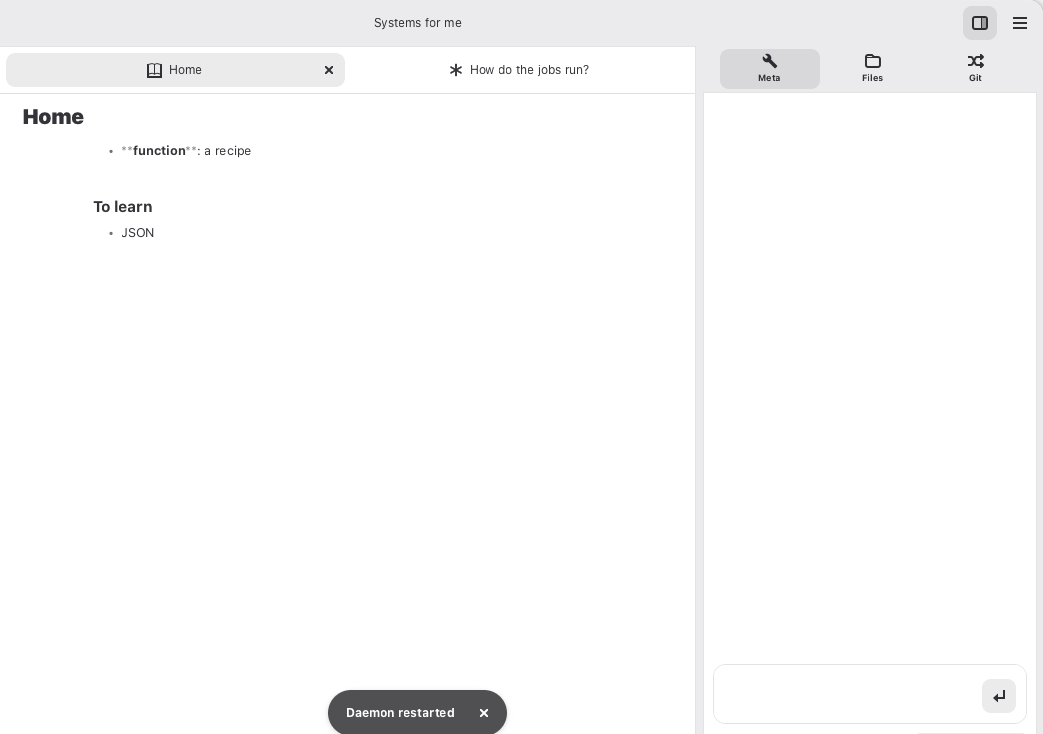 Systems for me
Home
How do the jobs run?
Meta
Files
Git
Home
• **function**: a recipe
To learn
• JSON
Daemon restarted